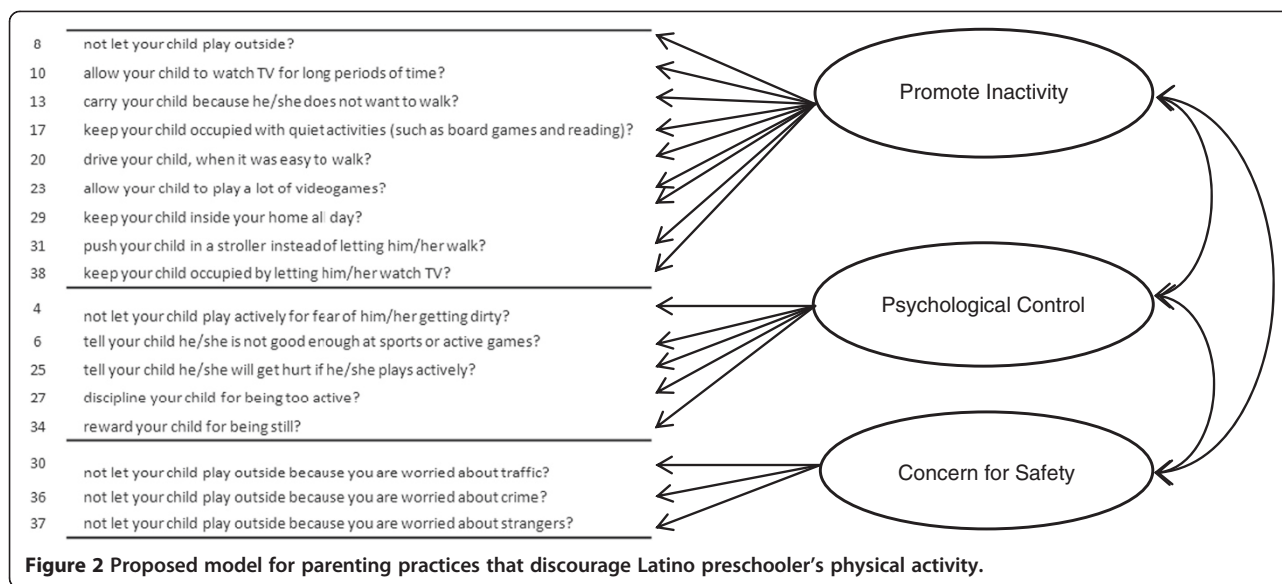 8 not let your child play outside?
10 allow your child to watch TV for long periods of time?
13 carry your child because he/she does not want to walk?
17 keep your child occupied with quiet activities (such as board games and reading)?
20 drive your child, when it was easy to walk?
23 allow your child to play a lot of videogames?
29 keep your child inside your home all day?
31 push your child in a stroller instead of letting him/her walk?
38 keep your child occupied by letting him/her watch TV?
Promote Inactivity
4 not let your child play actively for fear of him/her getting dirty?
6 tell your child he/she is not good enough at sports or active games?
25 tell your child he/she will get hurt if he/she plays actively?
27 discipline your child for being too active?
34 reward your child for being still?
Psychological Control
30 not let your child play outside because you are worried about traffic?
36 not let your child play outside because you are worried about crime?
37 not let your child play outside because you are worried about strangers?
Concern for Safety
Figure 2 Proposed model for parenting practices that discourage Latino preschooler's physical activity.